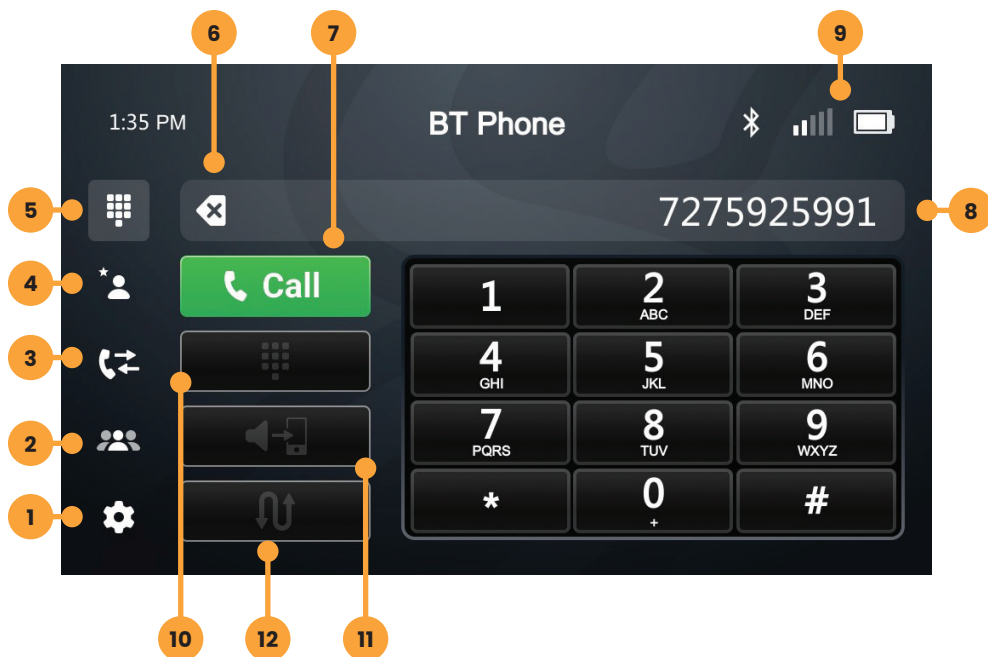 6 7 9
1:35 PM BT Phone
5 7275925991 8
4 Call
1 2 3
ABC DEF
3 4 5 6
GHI JKL MNO
2 7 8 9
PQRS TUV WXYZ
1 * 0 #
+
10 12 11